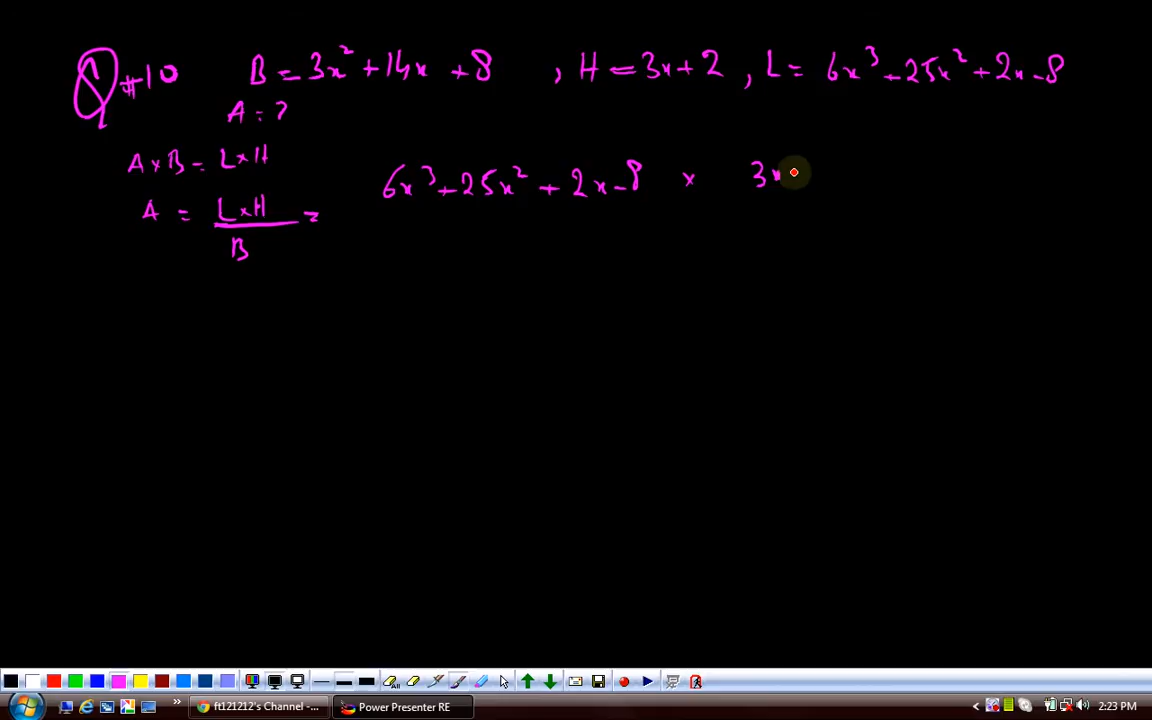 Q #10 B = 3x² + 14x + 8 , H = 3x + 2 , L = 6x³ + 25x² + 2x - 8
A = ?
A × B = L × H
6x³ + 25x² + 2x - 8 × 3x
A = L × H =
B
ft121212's Channel -...
Power Presenter RE
2:23 PM